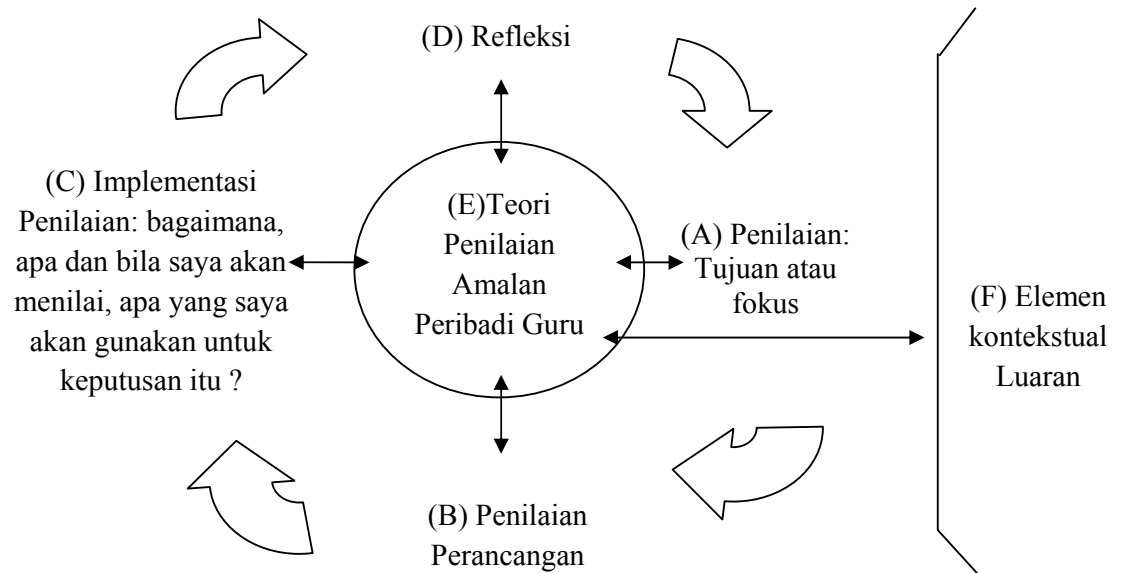 (D) Refleksi
(C) Implementasi
Penilaian: bagaimana,
apa dan bila saya akan
menilai, apa yang saya
akan gunakan untuk
keputusan itu ?
(E)Teori
Penilaian
Amalan
Peribadi Guru
(A) Penilaian:
Tujuan atau
fokus
(F) Elemen
kontekstual
Luaran
(B) Penilaian
Perancangan